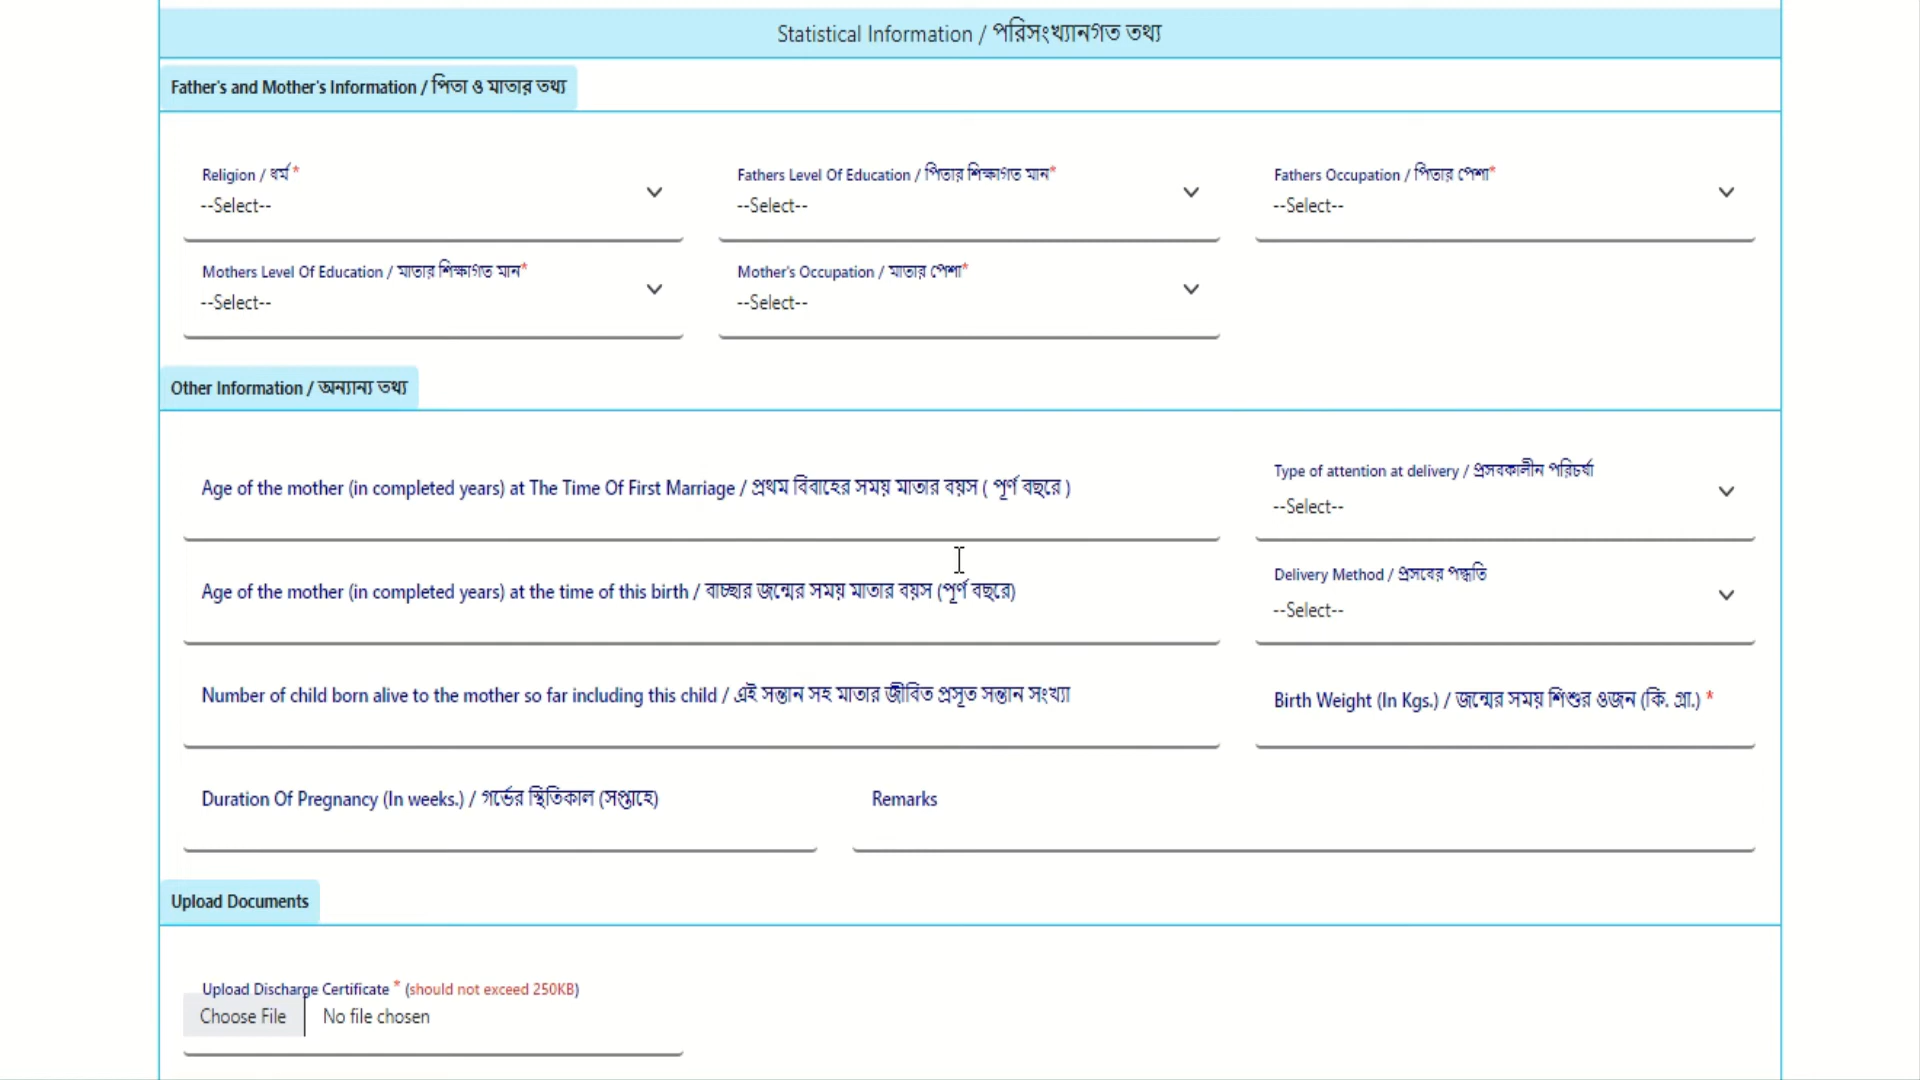 Statistical Information / পরিসংখ্যানগত তথ্য
Father's and Mother's Information / পিতা ও মাতার তথ্য
Religion / ধর্ম *
--Select--
Fathers Level Of Education / পিতার শিক্ষাগত মান*
--Select--
Fathers Occupation / পিতার পেশা*
--Select--
Mothers Level Of Education / মাতার শিক্ষাগত মান*
--Select--
Mother's Occupation / মাতার পেশা*
--Select--
Other Information / অন্যান্য তথ্য
Age of the mother (in completed years) at The Time Of First Marriage / প্রথম বিবাহের সময় মাতার বয়স ( পূর্ণ বছরে )
Type of attention at delivery / প্রসবকালীন পরিচর্যা
--Select--
Age of the mother (in completed years) at the time of this birth / বাচ্ছার জন্মের সময় মাতার বয়স (পূর্ণ বছরে)
Delivery Method / প্রসবের পদ্ধতি
--Select--
Number of child born alive to the mother so far including this child / এই সন্তান সহ মাতার জীবিত প্রসূত সন্তান সংখ্যা
Birth Weight (In Kgs.) / জন্মের সময় শিশুর ওজন (কি. গ্রা.) *
Duration Of Pregnancy (In weeks.) / গর্ভের স্থিতিকাল (সপ্তাহে)
Remarks
Upload Documents
Upload Discharge Certificate * (should not exceed 250KB)
Choose File No file chosen